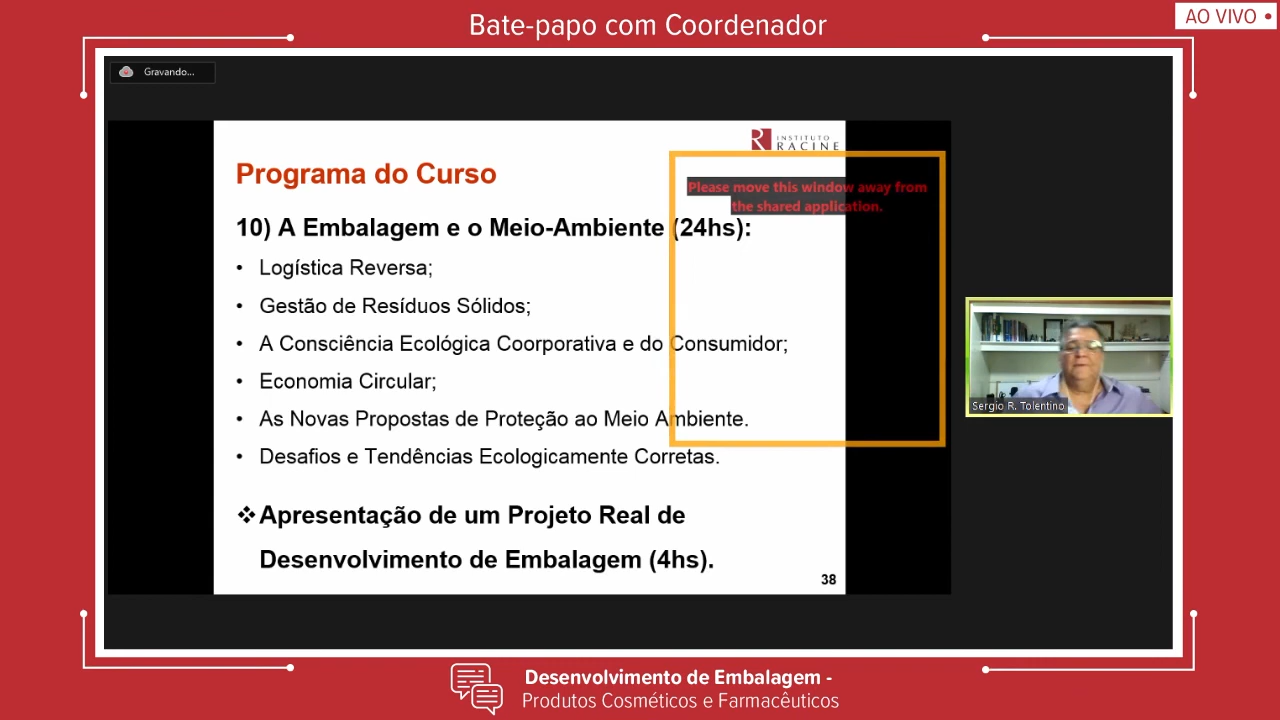 Bate-papo com Coordenador
AO VIVO
Gravando...
INSTITUTO
RACINE
Programa do Curso
Please move this window away from
the shared application.
10) A Embalagem e o Meio-Ambiente (24hs):
• Logística Reversa;
• Gestão de Resíduos Sólidos;
• A Consciência Ecológica Coorporativa e do Consumidor;
• Economia Circular;
• As Novas Propostas de Proteção ao Meio Ambiente.
• Desafios e Tendências Ecologicamente Corretas.
❖Apresentação de um Projeto Real de
Desenvolvimento de Embalagem (4hs).
38
Sergio R. Tolentino
Desenvolvimento de Embalagem -
Produtos Cosméticos e Farmacêuticos